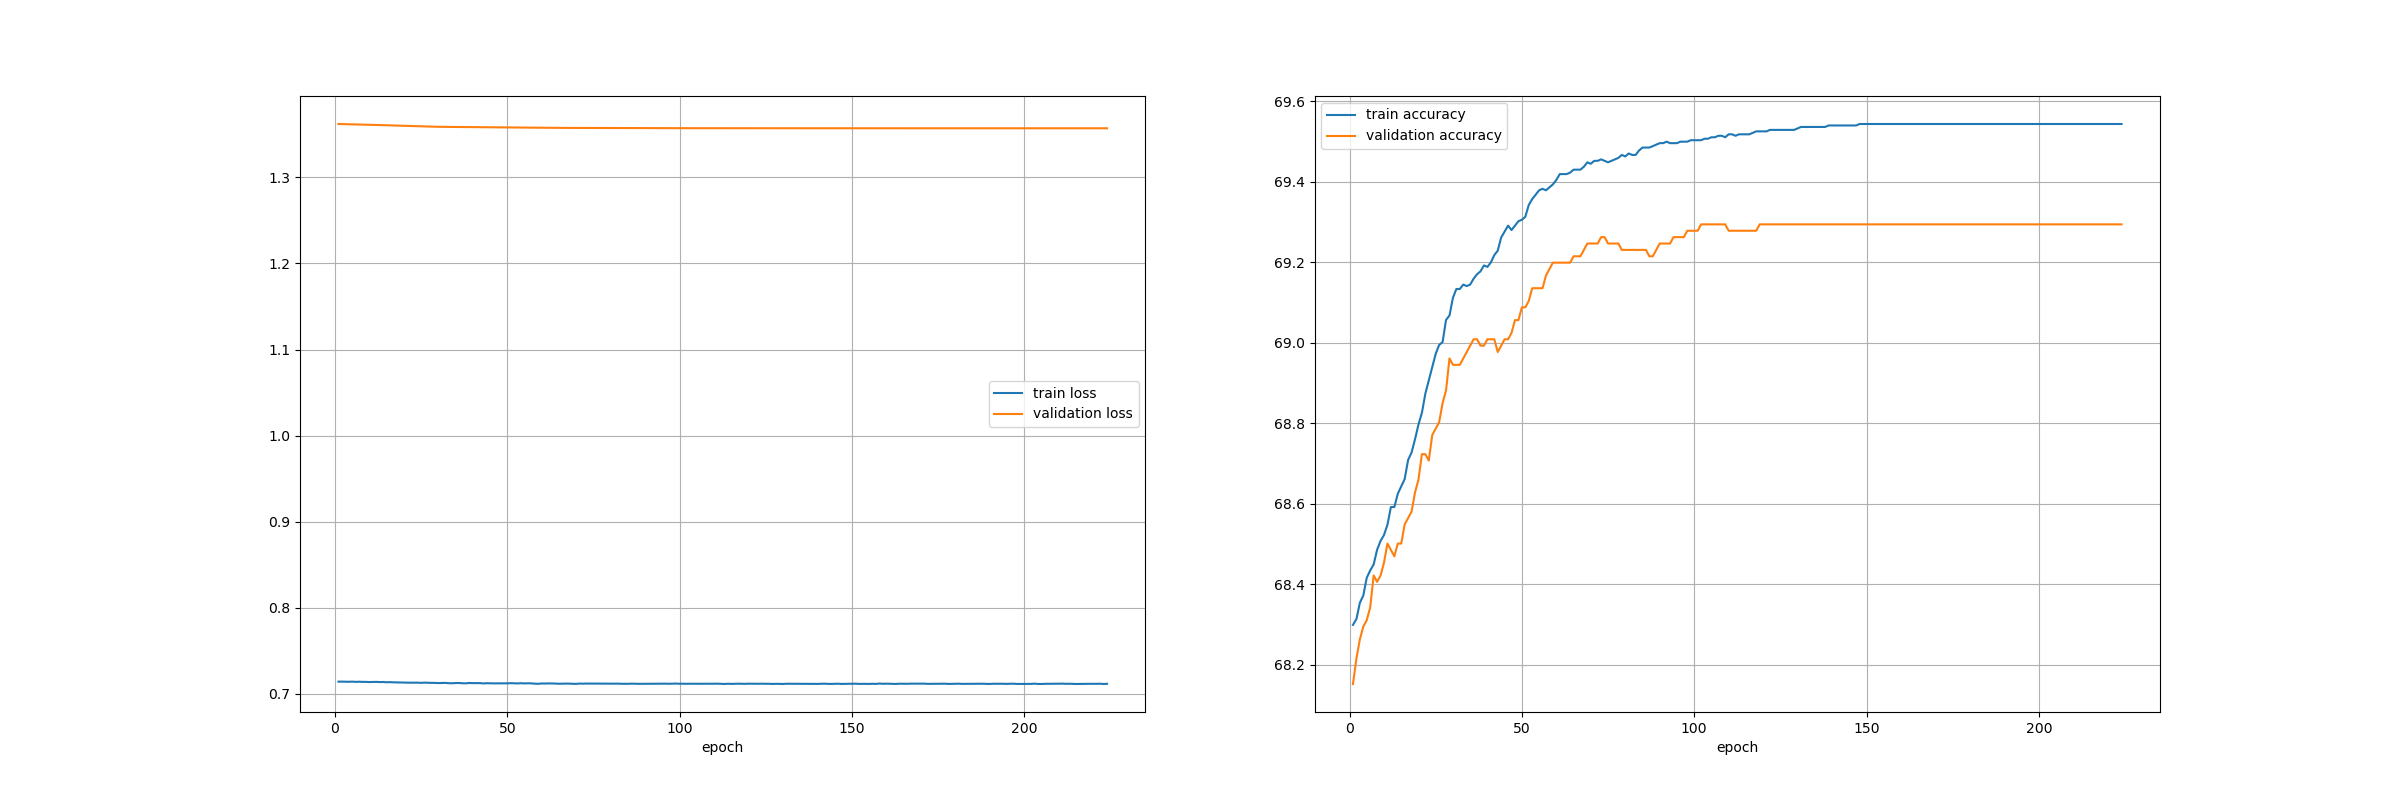 1.3
1.2
1.1
1.0
0.9
0.8
0.7
0 50 100 150 200
epoch
train loss
validation loss
69.6
69.4
69.2
69.0
68.8
68.6
68.4
68.2
0 50 100 150 200
epoch
train accuracy
validation accuracy